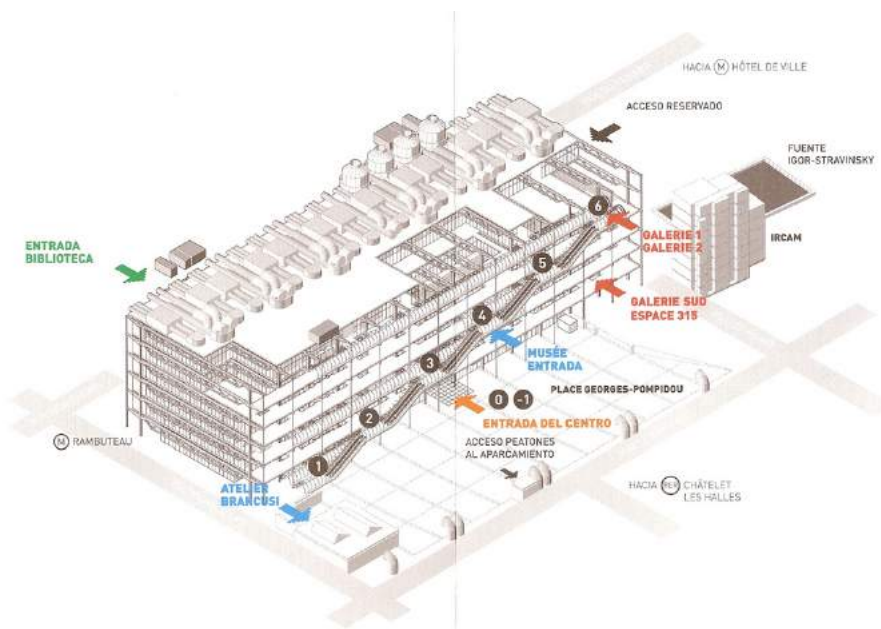 HACIA M HÔTEL DE VILLE
ACCESO RESERVADO
FUENTE
IGOR-STRAVINSKY
IRCAM
6
GALERIE 1
GALERIE 2
ENTRADA
BIBLIOTECA
5
GALERIE SUD
ESPACE 315
4
MUSÉE
ENTRADA
3
PLACE GEORGES-POMPIDOU
0 -1
ENTRADA DEL CENTRO
2
ACCESO PEATONES
AL APARCAMIENTO
M RAMBUTEAU
1
ATELIER
BRANCUSI
HACIA RER CHÂTELET
LES HALLES